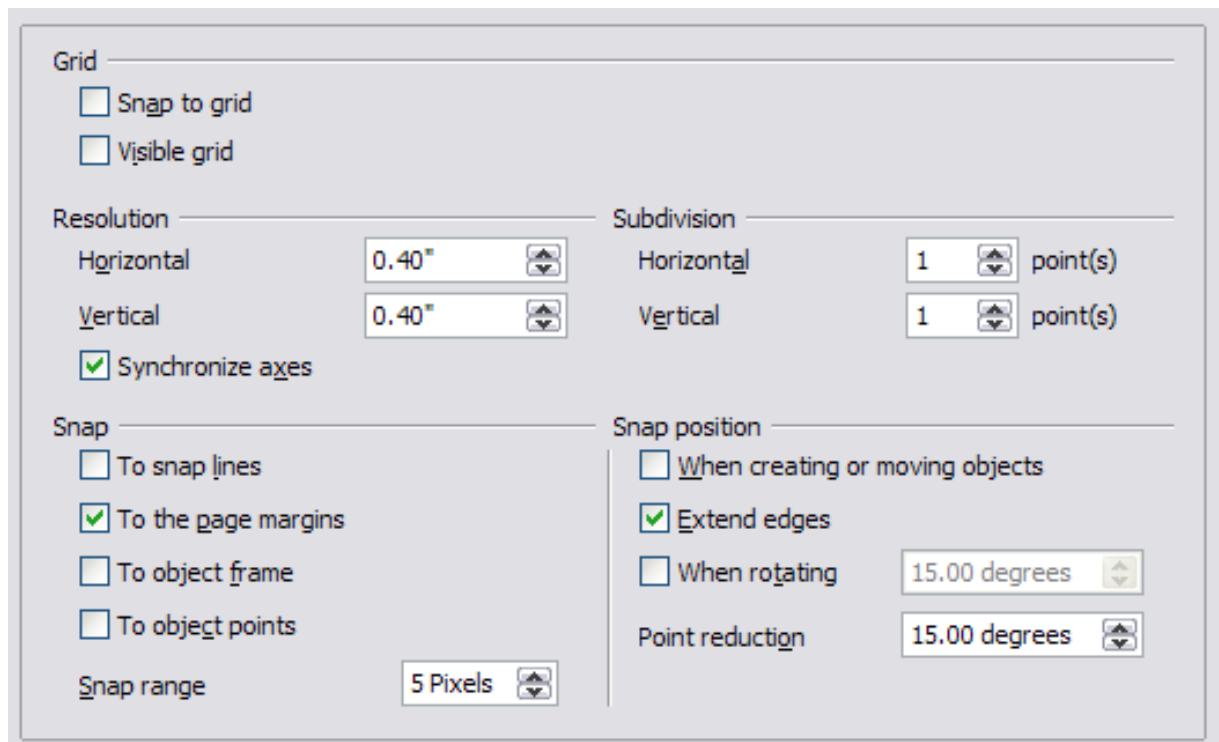 Grid
Snap to grid
Visible grid
Resolution
Horizontal 0.40"
Vertical 0.40"
Synchronize axes
Subdivision
Horizontal 1 point(s)
Vertical 1 point(s)
Snap
To snap lines
To the page margins
To object frame
To object points
Snap range 5 Pixels
Snap position
When creating or moving objects
Extend edges
When rotating 15.00 degrees
Point reduction 15.00 degrees